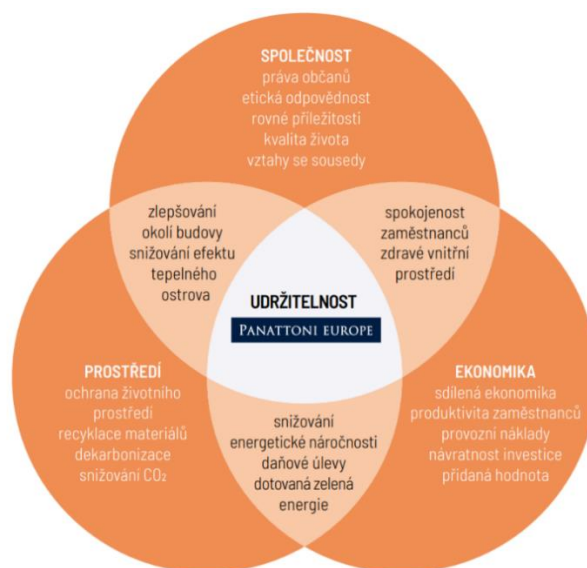 SPOLEČNOST
práva občanů
etická odpovědnost
rovné příležitosti
kvalita života
vztahy se sousedy
zlepšování
okolí budovy
snižování efektu
tepelného
ostrova
spokojenost
zaměstnanců
zdravé vnitřní
prostředí
UDRŽITELNOST
PANATTONI EUROPE
PROSTŘEDÍ
ochrana životního
prostředí
recyklace materiálů
dekarbonizace
snižování CO₂
snižování
energetické náročnosti
daňové úlevy
dotovaná zelená
energie
EKONOMIKA
sdílená ekonomika
produktivita zaměstnanců
provozní náklady
návratnost investice
přidaná hodnota